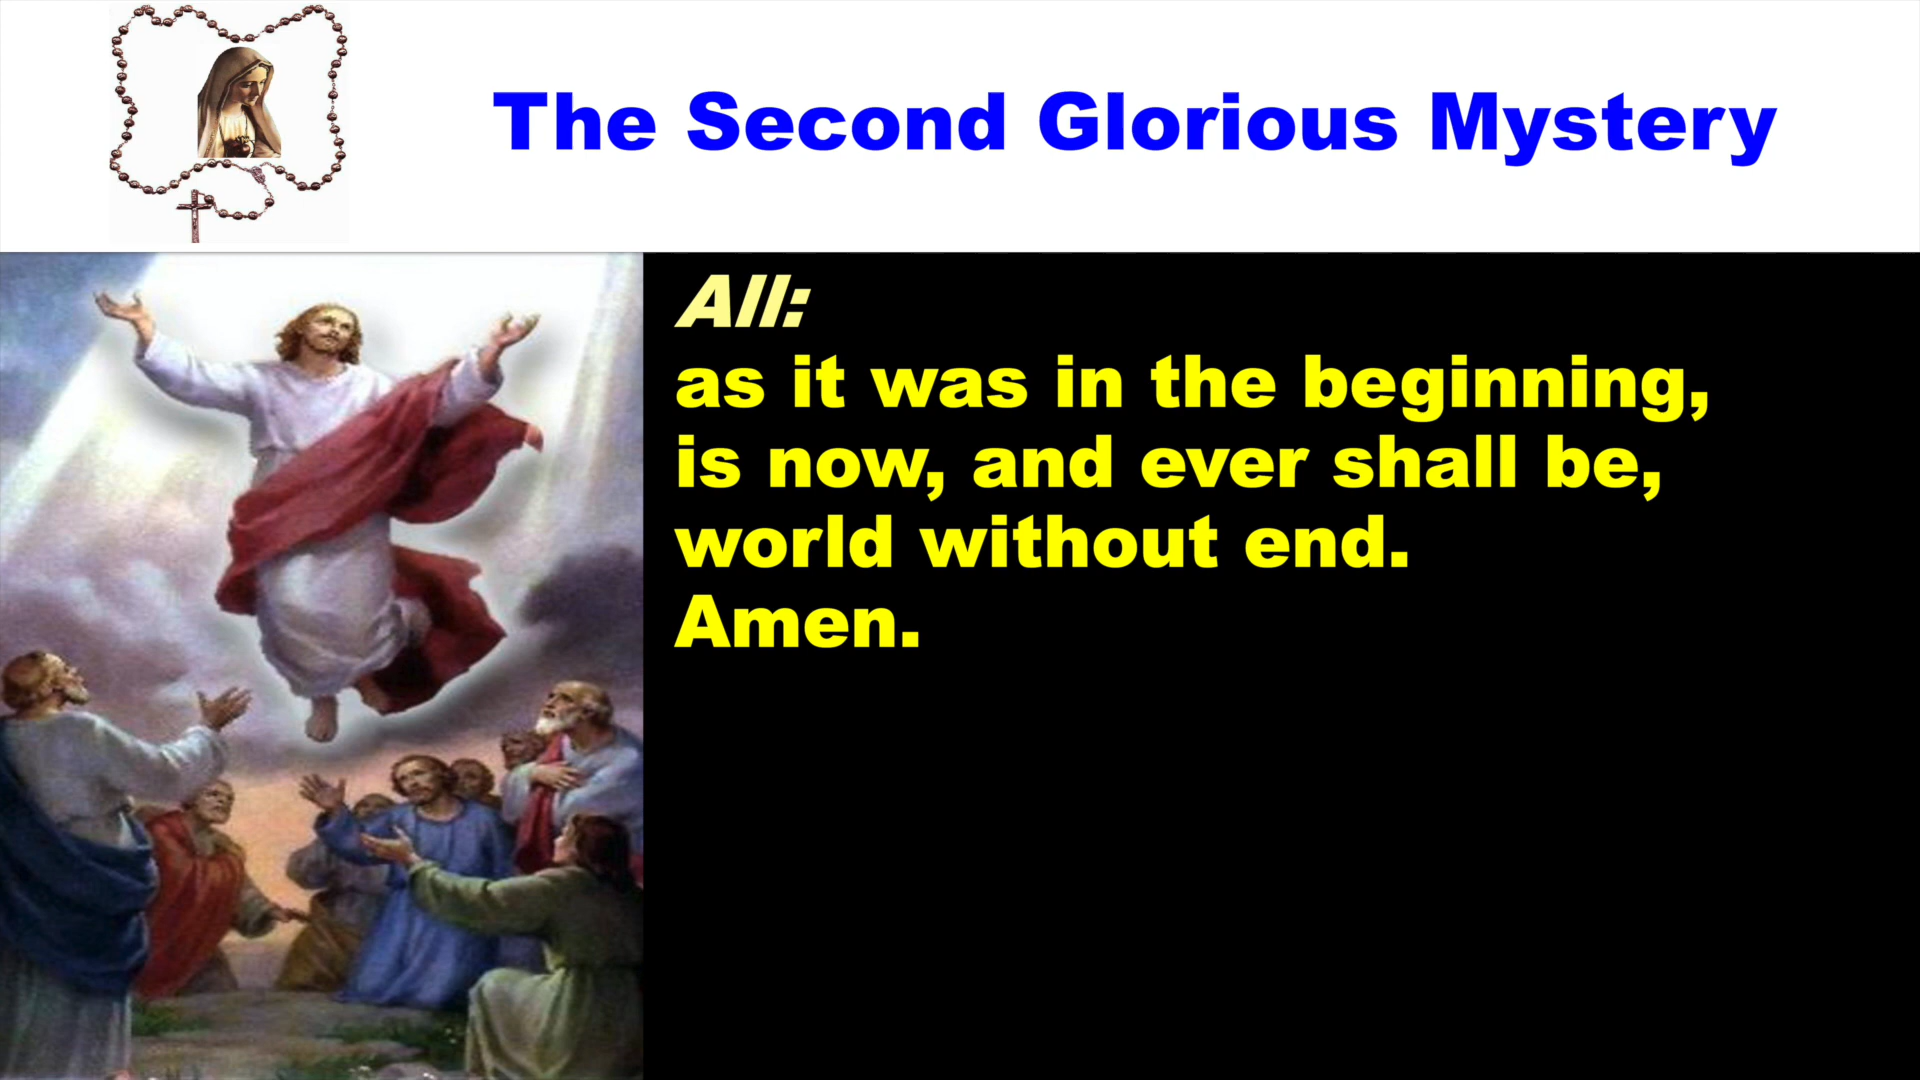 The Second Glorious Mystery
All:
as it was in the beginning,
is now, and ever shall be,
world without end.
Amen.